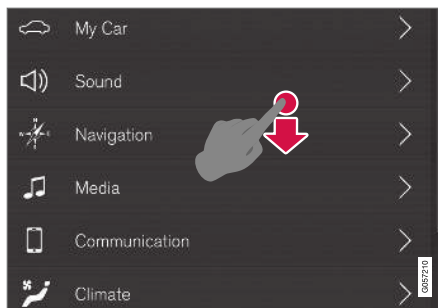 My Car
Sound
Navigation
Media
Communication
Climate
G057210